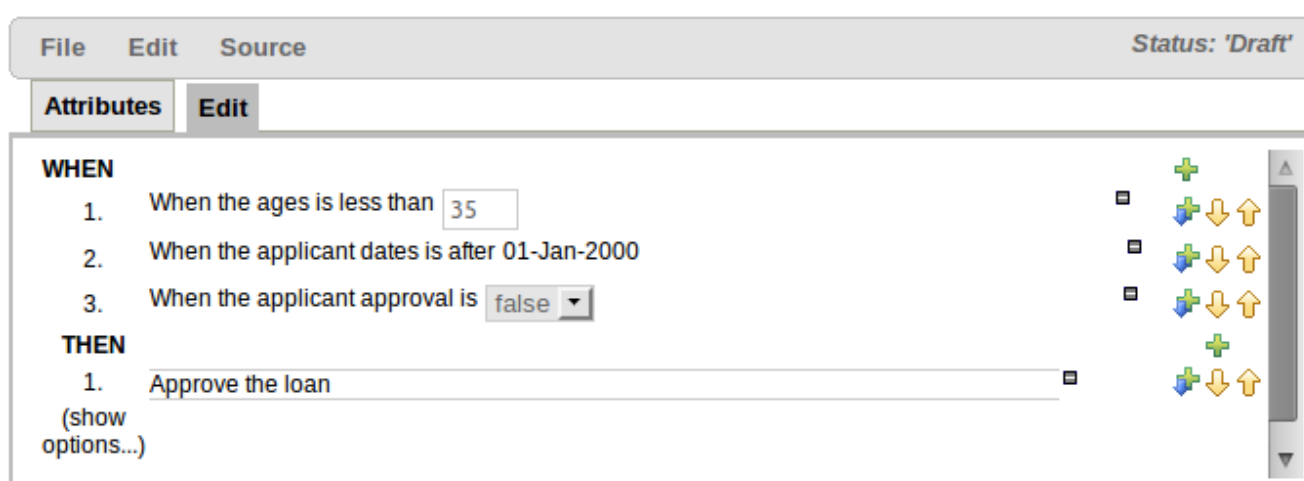 File Edit Source Status: 'Draft'
Attributes Edit
WHEN
1. When the ages is less than 35
2. When the applicant dates is after 01-Jan-2000
3. When the applicant approval is false
THEN
1. Approve the loan
(show
options...)